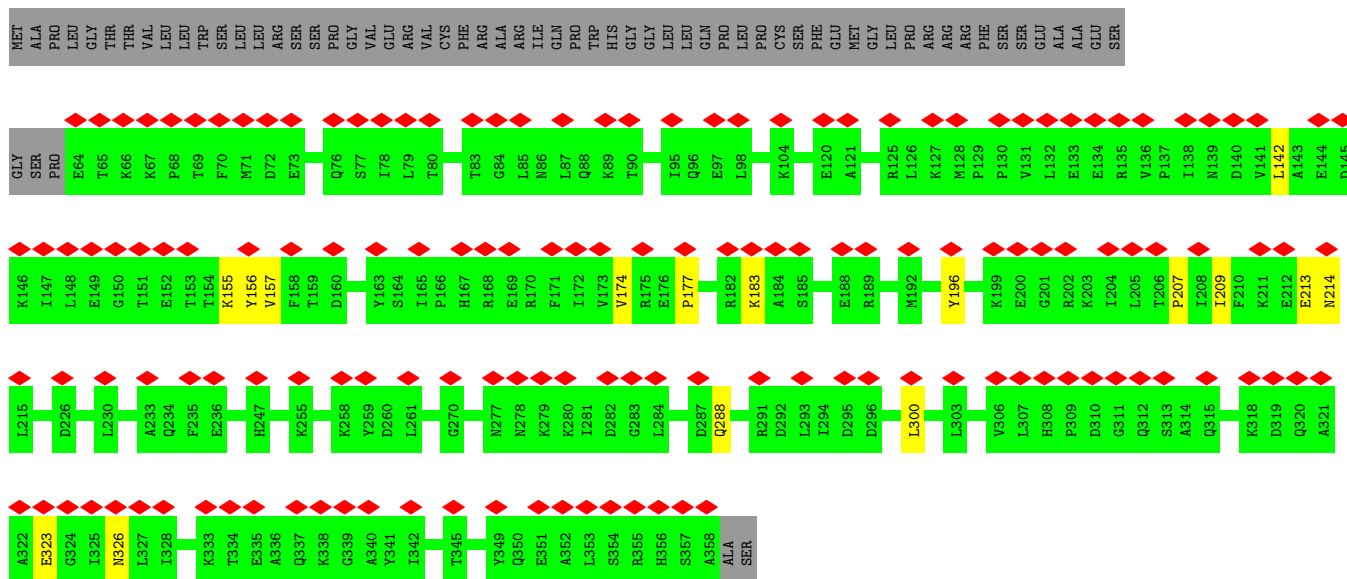 MET ALA PRO LEU GLY THR THR VAL LEU LEU TRP SER LEU LEU ARG SER SER PRO GLY VAL GLU ARG VAL CYS PHE ARG ALA ARG ILE GLN PRO TRP HIS GLY GLY LEU LEU GLN PRO LEU PRO CYS SER PHE GLU MET GLY LEU PRO ARG ARG ARG PHE SER SER GLU ALA ALA GLU SER
GLY SER PRO E64 T65 K66 K67 P68 T69 F70 M71 D72 E73 Q76 S77 I78 L79 T80 T83 G84 L85 N86 L87 Q88 K89 T90 I95 Q96 E97 L98 K104 E120 A121 R125 L126 K127 M128 P129 P130 V131 L132 E133 E134 R135 V136 P137 I138 N139 D140 V141 L142 A143 E144 D145
K146 I147 L148 E149 G150 T151 E152 T153 T154 K155 Y156 V157 F158 T159 D160 Y163 S164 I165 P166 H167 R168 E169 R170 F171 I172 V173 V174 R175 E176 P177 R182 K183 A184 S185 E188 R189 M192 Y196 K199 E200 G201 R202 K203 I204 L205 T206 P207 I208 I209 F210 K211 E212 E213 N214
L215 D226 L230 A233 Q234 F235 E236 H247 K255 K258 Y259 D260 L261 G270 N277 N278 K279 K280 I281 D282 G283 L284 D287 Q288 R291 D292 L293 I294 D295 D296 L300 L303 V306 L307 H308 P309 D310 G311 Q312 S313 A314 Q315 K318 D319 Q320 A321
A322 E323 G324 I325 N326 L327 I328 K333 T334 E335 A336 Q337 K338 G339 A340 Y341 I342 T345 Y349 Q350 E351 A352 L353 S354 R355 H356 S357 A358 ALA SER